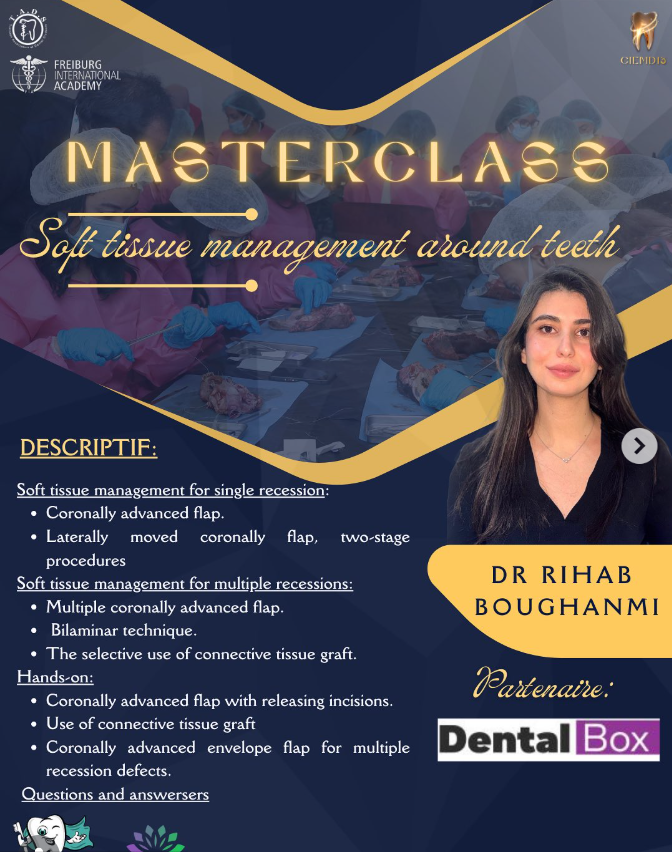 T.A.D.S
FREIBURG
INTERNATIONAL
ACADEMY
CIEMD18
MASTERCLASS
Soft tissue management around teeth
DESCRIPTIF:
Soft tissue management for single recession:
• Coronally advanced flap.
• Laterally moved coronally flap, two-stage
procedures
Soft tissue management for multiple recessions:
• Multiple coronally advanced flap.
• Bilaminar technique.
• The selective use of connective tissue graft.
Hands-on:
• Coronally advanced flap with releasing incisions.
• Use of connective tissue graft
• Coronally advanced envelope flap for multiple
recession defects.
Questions and answersers
DR RIHAB
BOUGHANMI
Partenaire:
Dental Box